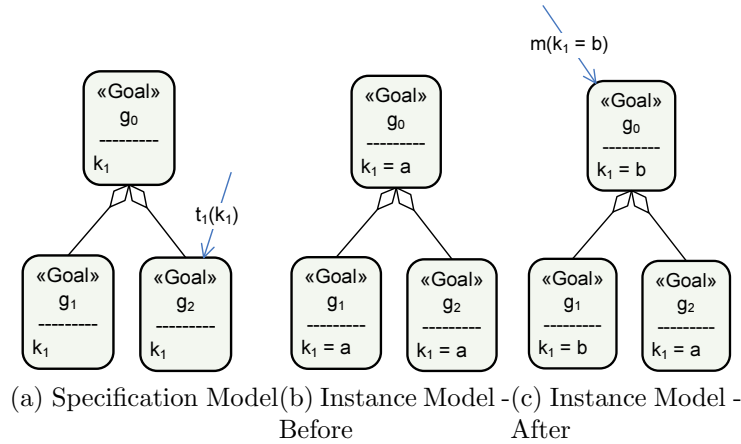 m(k₁ = b)
«Goal»
g₀
---------
k₁
«Goal»
g₀
---------
k₁ = a
«Goal»
g₀
---------
k₁ = b
t₁(k₁)
«Goal»
g₁
---------
k₁
«Goal»
g₂
---------
k₁
«Goal»
g₁
---------
k₁ = a
«Goal»
g₂
---------
k₁ = a
«Goal»
g₁
---------
k₁ = b
«Goal»
g₂
---------
k₁ = a
(a) Specification Model
(b) Instance Model -
Before
(c) Instance Model -
After